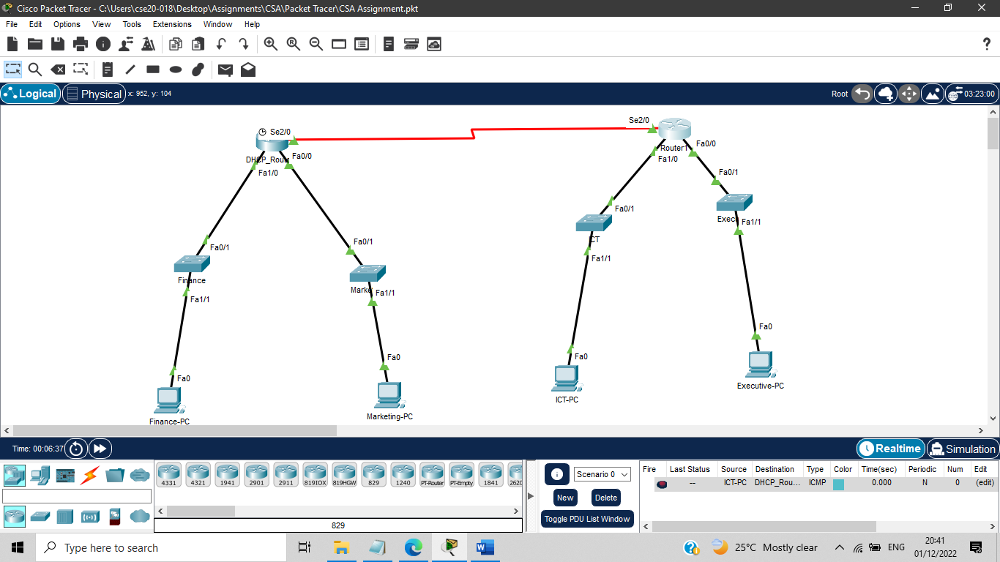 Cisco Packet Tracer - C:\Users\cse20-018\Desktop\Assignments\CSA\Packet Tracer\CSA Assignment.pkt
File Edit Options View Tools Extensions Window Help
Logical Physical x: 952, y: 104 Root 03:23:00
Se2/0
Se2/0
DHCP_Route
Fa0/0
Fa1/0
Router1
Fa0/0
Fa1/0
Fa0/1
Fa0/1
Execu
Fa1/1
ICT
Fa1/1
Fa0/1
Fa0/1
Finance
Fa1/1
Marke
Fa1/1
Fa0
Fa0
Fa0
Fa0
Executive-PC
ICT-PC
Marketing-PC
Finance-PC
Time: 00:06:37 Realtime Simulation
4331 4321 1941 2901 2911 819IOX 819HGW 829 1240 PT-Router PT-Empty 1841 2620
829
Scenario 0
New Delete
Toggle PDU List Window
Fire Last Status Source Destination Type Color Time(sec) Periodic Num Edit
-- ICT-PC DHCP_Rou... ICMP 0.000 N 0 (edit)
Type here to search
25°C Mostly clear ENG 20:41
01/12/2022